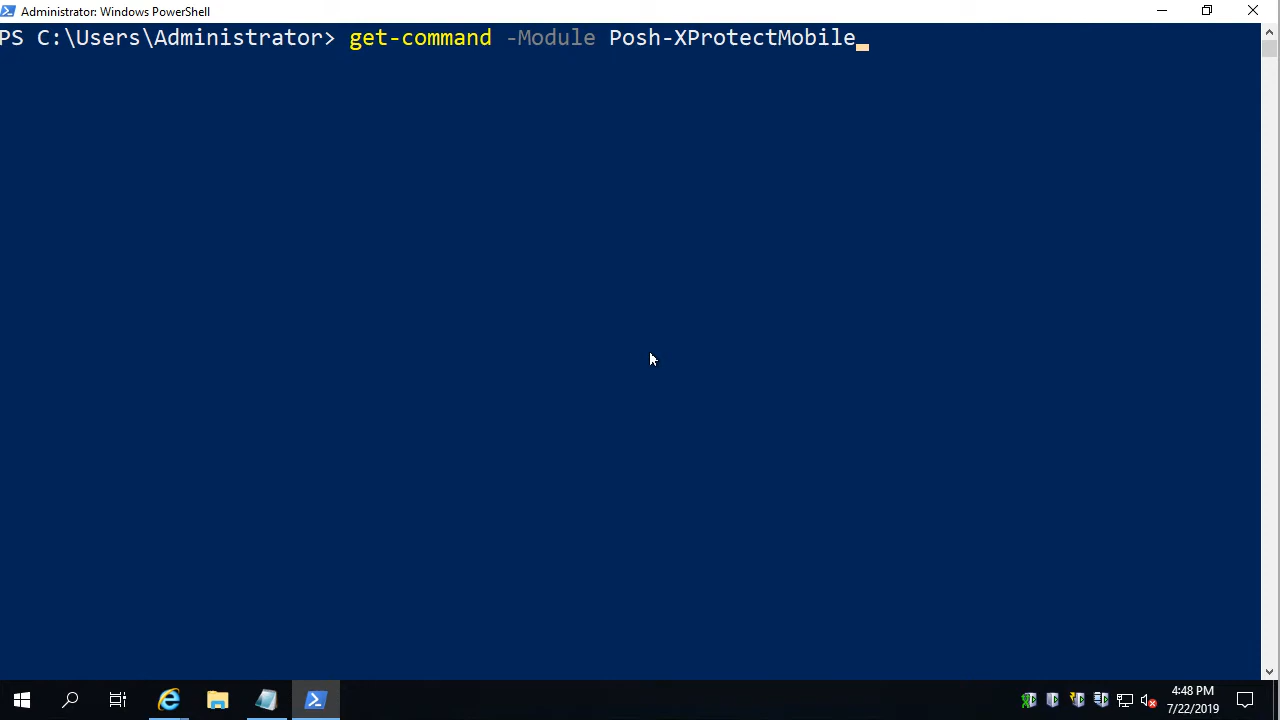 Administrator: Windows PowerShell
PS C:\Users\Administrator> get-command -Module Posh-XProtectMobile
4:48 PM
7/22/2019